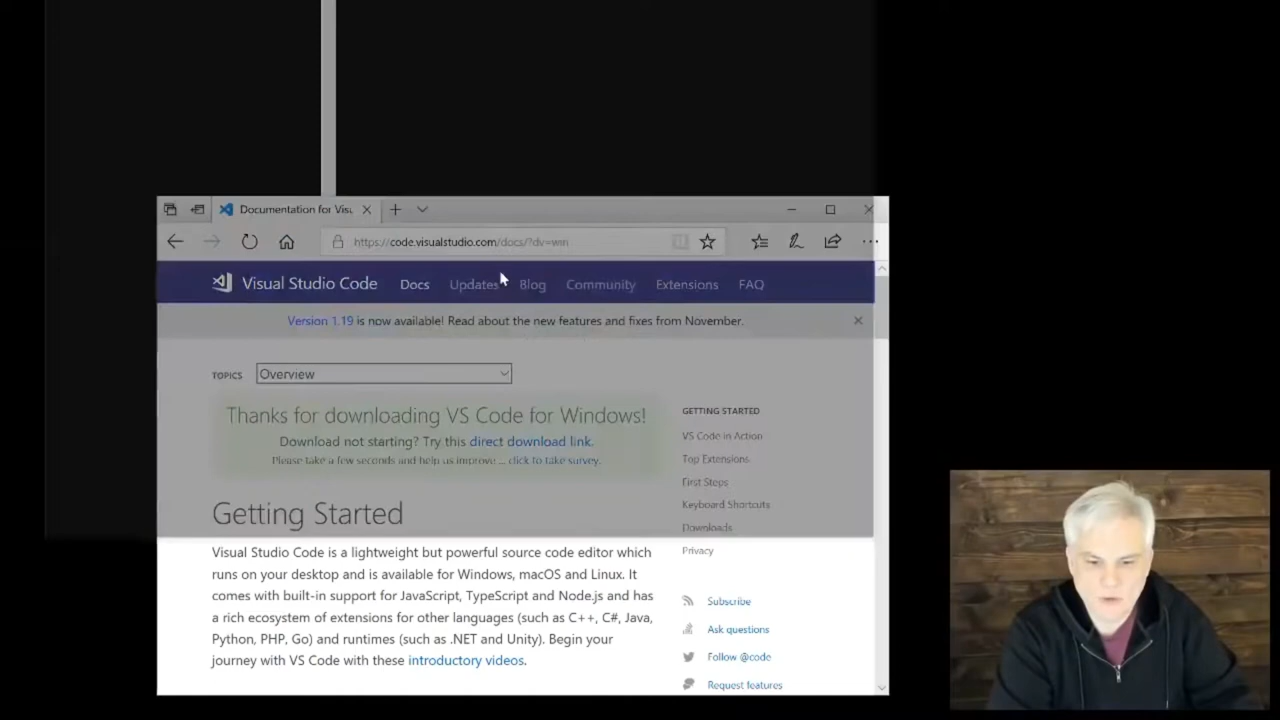 Documentation for Visu
https://code.visualstudio.com/docs/?dv=win
Visual Studio Code Docs Updates Blog Community Extensions FAQ
Version 1.19 is now available! Read about the new features and fixes from November.
TOPICS Overview
Thanks for downloading VS Code for Windows!
Download not starting? Try this direct download link.
Please take a few seconds and help us improve ... click to take survey.
Getting Started
Visual Studio Code is a lightweight but powerful source code editor which
runs on your desktop and is available for Windows, macOS and Linux. It
comes with built-in support for JavaScript, TypeScript and Node.js and has
a rich ecosystem of extensions for other languages (such as C++, C#, Java,
Python, PHP, Go) and runtimes (such as .NET and Unity). Begin your
journey with VS Code with these introductory videos.
GETTING STARTED
VS Code in Action
Top Extensions
First Steps
Keyboard Shortcuts
Downloads
Privacy
Subscribe
Ask questions
Follow @code
Request features